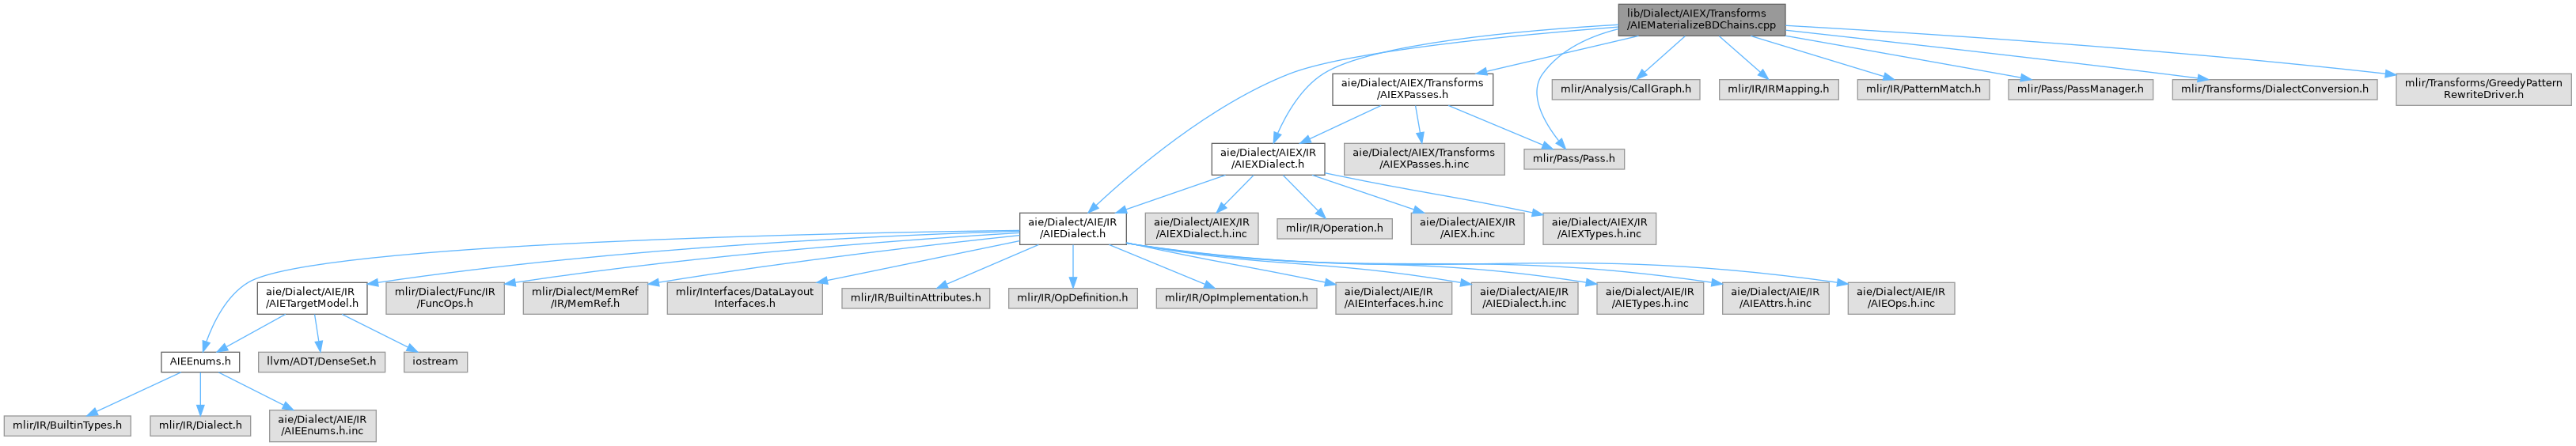 lib/Dialect/AIEX/Transforms
/AIEMaterializeBDChains.cpp
aie/Dialect/AIEX/Transforms
/AIEXPasses.h
mlir/Analysis/CallGraph.h
mlir/IR/IRMapping.h
mlir/IR/PatternMatch.h
mlir/Pass/PassManager.h
mlir/Transforms/DialectConversion.h
mlir/Transforms/GreedyPattern
RewriteDriver.h
aie/Dialect/AIEX/IR
/AIEXDialect.h
aie/Dialect/AIEX/Transforms
/AIEXPasses.h.inc
mlir/Pass/Pass.h
aie/Dialect/AIE/IR
/AIEDialect.h
aie/Dialect/AIEX/IR
/AIEXDialect.h.inc
mlir/IR/Operation.h
aie/Dialect/AIEX/IR
/AIEX.h.inc
aie/Dialect/AIEX/IR
/AIEXTypes.h.inc
aie/Dialect/AIE/IR
/AIETargetModel.h
mlir/Dialect/Func/IR
/FuncOps.h
mlir/Dialect/MemRef
/IR/MemRef.h
mlir/Interfaces/DataLayout
Interfaces.h
mlir/IR/BuiltinAttributes.h
mlir/IR/OpDefinition.h
mlir/IR/OpImplementation.h
aie/Dialect/AIE/IR
/AIEInterfaces.h.inc
aie/Dialect/AIE/IR
/AIEDialect.h.inc
aie/Dialect/AIE/IR
/AIETypes.h.inc
aie/Dialect/AIE/IR
/AIEAttrs.h.inc
aie/Dialect/AIE/IR
/AIEOps.h.inc
AIEEnums.h
llvm/ADT/DenseSet.h
iostream
mlir/IR/BuiltinTypes.h
mlir/IR/Dialect.h
aie/Dialect/AIE/IR
/AIEEnums.h.inc